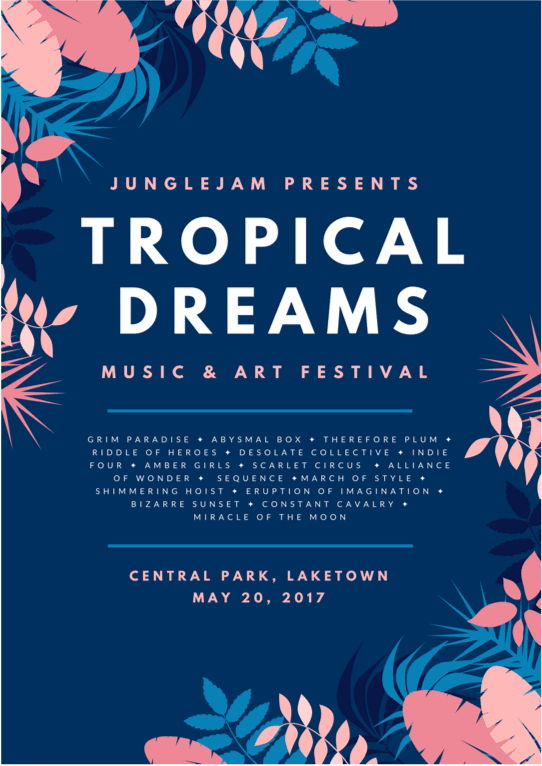 JUNGLEJAM PRESENTS
TROPICAL
DREAMS
MUSIC & ART FESTIVAL
GRIM PARADISE ✦ ABYSMAL BOX ✦ THEREFORE PLUM ✦
RIDDLE OF HEROES ✦ DESOLATE COLLECTIVE ✦ INDIE
FOUR ✦ AMBER GIRLS ✦ SCARLET CIRCUS ✦ ALLIANCE
OF WONDER ✦ SEQUENCE ✦MARCH OF STYLE ✦
SHIMMERING HOIST ✦ ERUPTION OF IMAGINATION ✦
BIZARRE SUNSET ✦ CONSTANT CAVALRY ✦
MIRACLE OF THE MOON
CENTRAL PARK, LAKETOWN
MAY 20, 2017